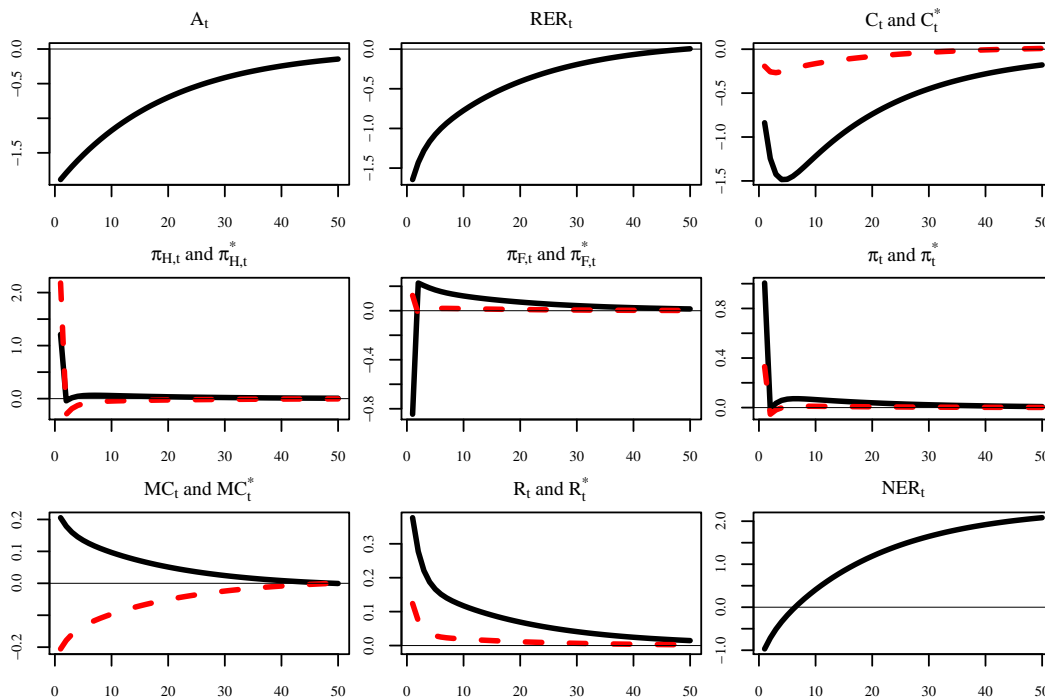 A_t
RER_t
C_t and C_t^*
0.0
−0.5
−1.5
0 10 20 30 40 50
0.0
−0.5
−1.0
−1.5
0 10 20 30 40 50
0.0
−0.5
−1.0
−1.5
0 10 20 30 40 50
π_{H,t} and π_{H,t}^*
π_{F,t} and π_{F,t}^*
π_t and π_t^*
2.0
1.0
0.0
0 10 20 30 40 50
0.0
−0.4
−0.8
0 10 20 30 40 50
0.8
0.4
0.0
0 10 20 30 40 50
MC_t and MC_t^*
R_t and R_t^*
NER_t
0.2
0.1
0.0
−0.2
0 10 20 30 40 50
0.3
0.2
0.1
0.0
0 10 20 30 40 50
2.0
1.0
0.0
−1.0
0 10 20 30 40 50